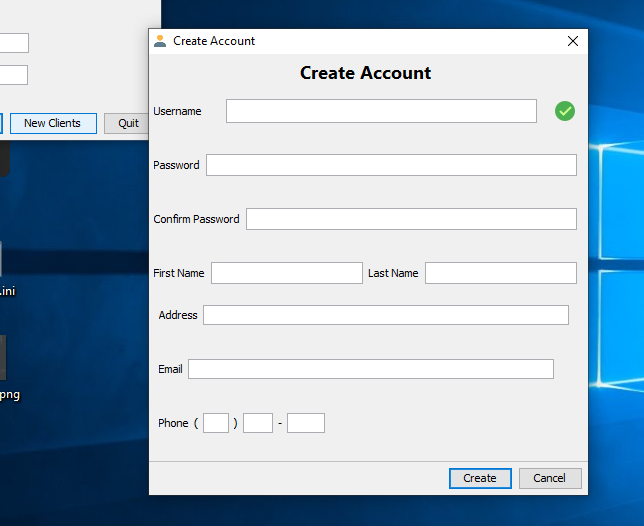 Create Account
Create Account
Username
Password
Confirm Password
First Name Last Name
Address
Email
Phone ( ) -
Create Cancel
New Clients Quit
.ini
png